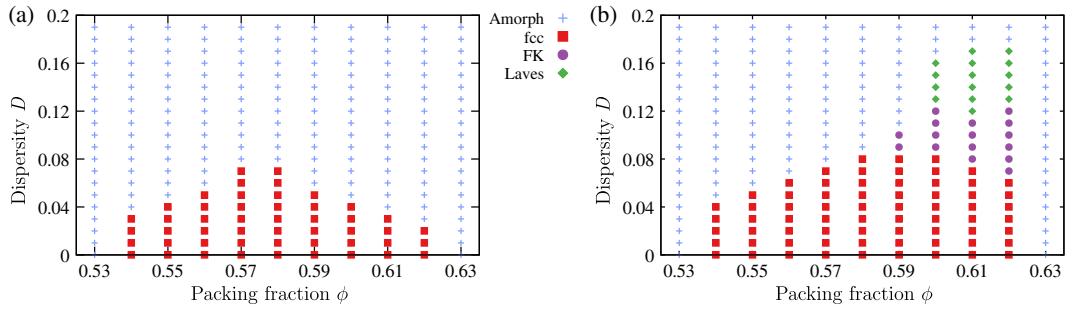 (a)
0.2
0.16
0.12
0.08
0.04
0
Dispersity D
0.53 0.55 0.57 0.59 0.61 0.63
Packing fraction ϕ
Amorph
fcc
FK
Laves
(b)
0.2
0.16
0.12
0.08
0.04
0
Dispersity D
0.53 0.55 0.57 0.59 0.61 0.63
Packing fraction ϕ